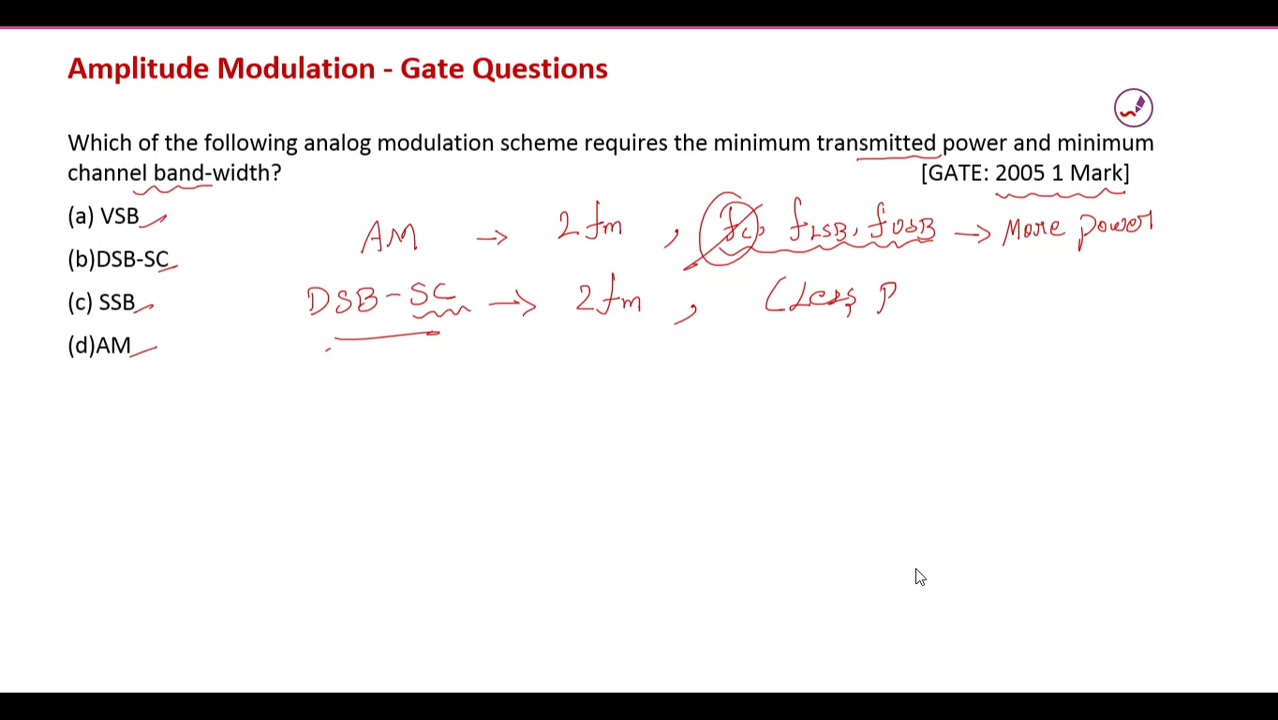 Amplitude Modulation - Gate Questions
Which of the following analog modulation scheme requires the minimum transmitted power and minimum
channel band-width? [GATE: 2005 1 Mark]
(a) VSB
(b)DSB-SC
(c) SSB
(d)AM
AM → 2fm, fc, fLSB, fUSB → More power
DSB-SC → 2fm, (Less P